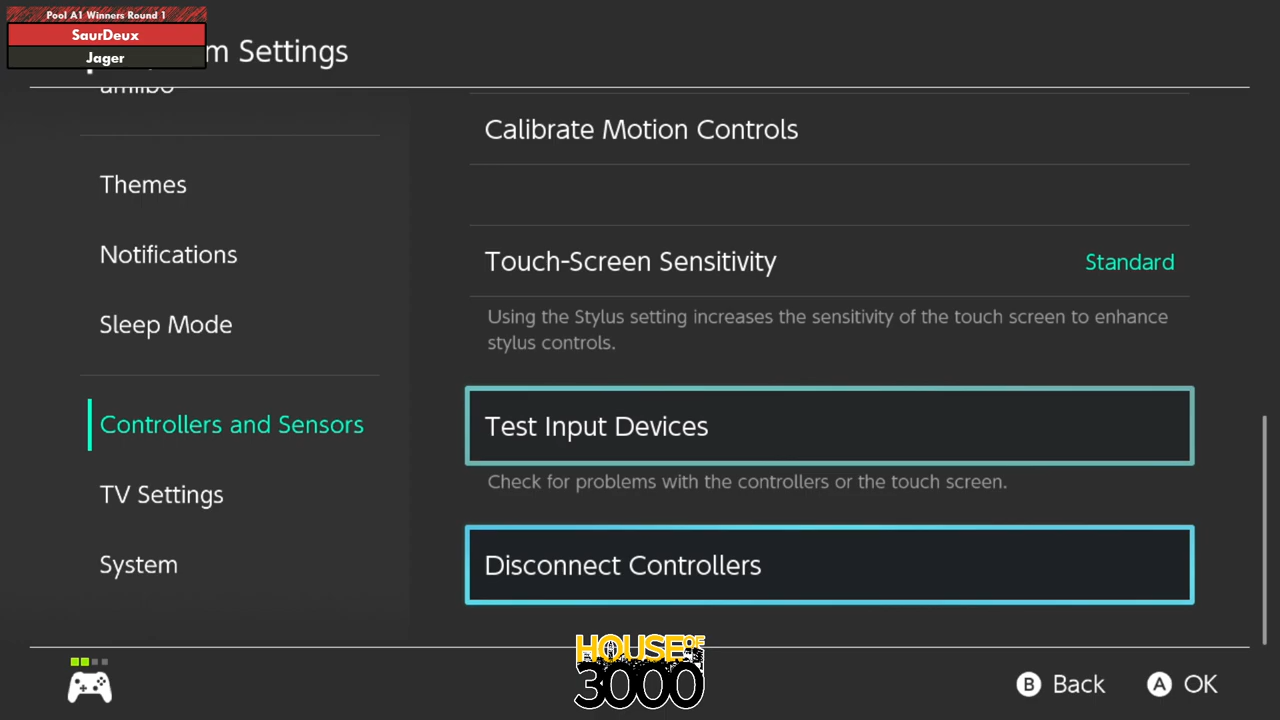 Pool A1 Winners Round 1
SaurDeux
Jager
m Settings
amiibo
Themes
Notifications
Sleep Mode
Controllers and Sensors
TV Settings
System
Calibrate Motion Controls
Touch-Screen Sensitivity Standard
Using the Stylus setting increases the sensitivity of the touch screen to enhance
stylus controls.
Test Input Devices
Check for problems with the controllers or the touch screen.
Disconnect Controllers
HOUSE OF
3000
B Back A OK